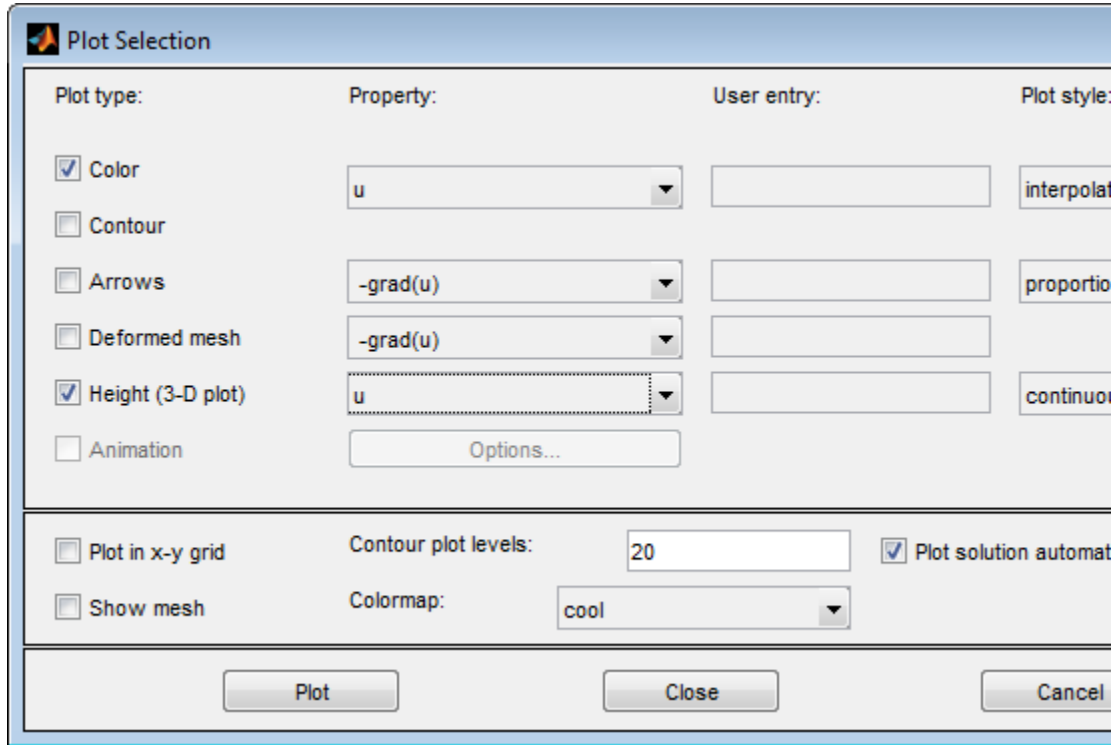 Plot Selection
Plot type: Property: User entry: Plot style:
Color
u interpolat
Contour
Arrows -grad(u) proportio
Deformed mesh -grad(u)
Height (3-D plot) u continuou
Animation Options...
Plot in x-y grid Contour plot levels: 20 Plot solution automat
Show mesh Colormap: cool
Plot Close Cancel